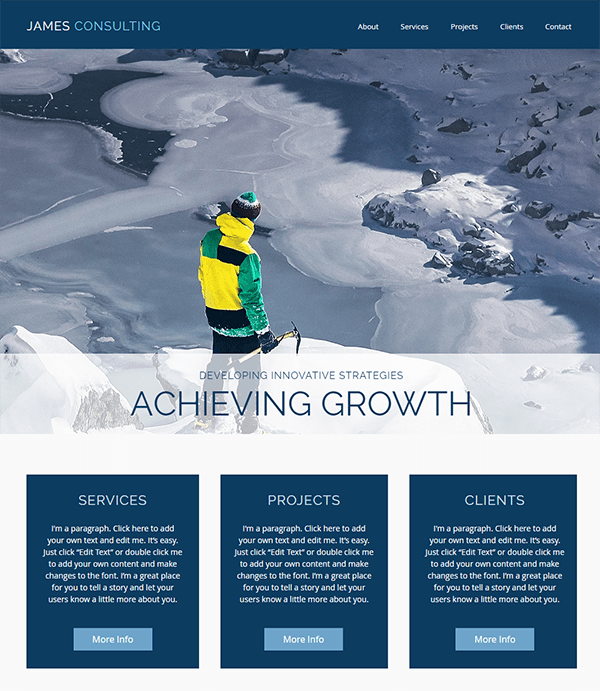 JAMES CONSULTING
About Services Projects Clients Contact
DEVELOPING INNOVATIVE STRATEGIES
ACHIEVING GROWTH
SERVICES
I'm a paragraph. Click here to add
your own text and edit me. It's easy.
Just click “Edit Text” or double click me
to add your own content and make
changes to the font. I'm a great place
for you to tell a story and let your
users know a little more about you.
More Info
PROJECTS
I'm a paragraph. Click here to add
your own text and edit me. It's easy.
Just click “Edit Text” or double click me
to add your own content and make
changes to the font. I'm a great place
for you to tell a story and let your
users know a little more about you.
More Info
CLIENTS
I'm a paragraph. Click here to add
your own text and edit me. It's easy.
Just click “Edit Text” or double click me
to add your own content and make
changes to the font. I'm a great place
for you to tell a story and let your
users know a little more about you.
More Info